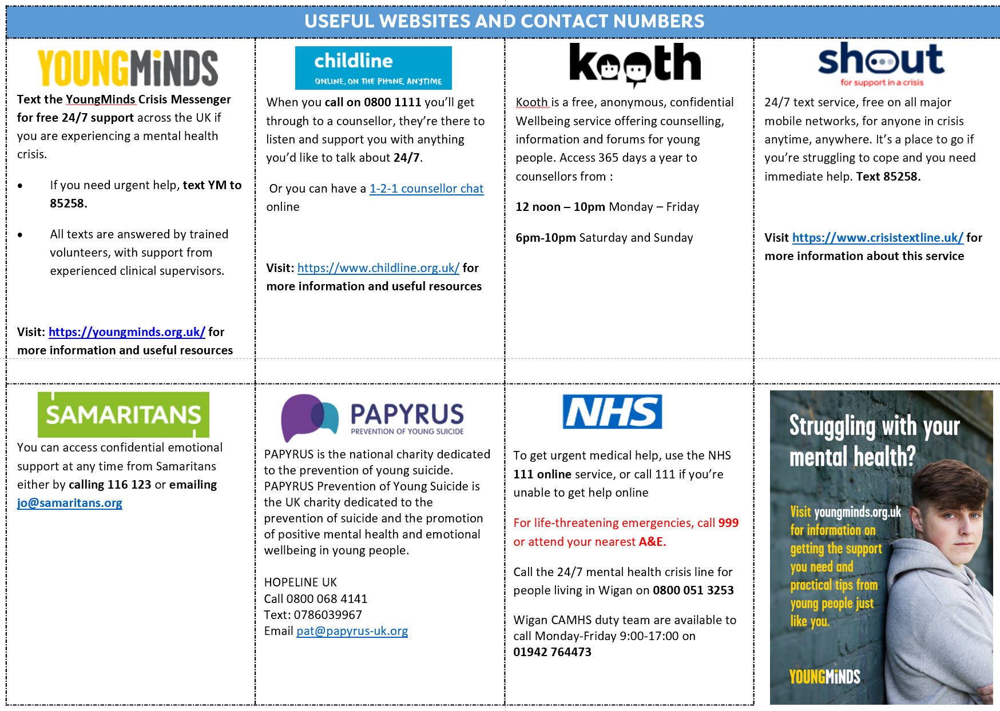 USEFUL WEBSITES AND CONTACT NUMBERS
YOUNGMiNDS
Text the YoungMinds Crisis Messenger
for free 24/7 support across the UK if
you are experiencing a mental health
crisis.
• If you need urgent help, text YM to
85258.
• All texts are answered by trained
volunteers, with support from
experienced clinical supervisors.
Visit: https://youngminds.org.uk/ for
more information and useful resources
childline
ONLINE, ON THE PHONE, ANYTIME
When you call on 0800 1111 you’ll get
through to a counsellor, they’re there to
listen and support you with anything
you’d like to talk about 24/7.
Or you can have a 1-2-1 counsellor chat
online
Visit: https://www.childline.org.uk/ for
more information and useful resources
kooth
Kooth is a free, anonymous, confidential
Wellbeing service offering counselling,
information and forums for young
people. Access 365 days a year to
counsellors from :
12 noon – 10pm Monday – Friday
6pm-10pm Saturday and Sunday
shout
for support in a crisis
24/7 text service, free on all major
mobile networks, for anyone in crisis
anytime, anywhere. It’s a place to go if
you’re struggling to cope and you need
immediate help. Text 85258.
Visit https://www.crisistextline.uk/ for
more information about this service
SAMARITANS
You can access confidential emotional
support at any time from Samaritans
either by calling 116 123 or emailing
jo@samaritans.org
PAPYRUS
PREVENTION OF YOUNG SUICIDE
PAPYRUS is the national charity dedicated
to the prevention of young suicide.
PAPYRUS Prevention of Young Suicide is
the UK charity dedicated to the
prevention of suicide and the promotion
of positive mental health and emotional
wellbeing in young people.
HOPELINE UK
Call 0800 068 4141
Text: 0786039967
Email pat@papyrus-uk.org
NHS
To get urgent medical help, use the NHS
111 online service, or call 111 if you’re
unable to get help online
For life-threatening emergencies, call 999
or attend your nearest A&E.
Call the 24/7 mental health crisis line for
people living in Wigan on 0800 051 3253
Wigan CAMHS duty team are available to
call Monday-Friday 9:00-17:00 on
01942 764473
Struggling with your
mental health?
Visit youngminds.org.uk
for information on
getting the support
you need and
practical tips from
young people just
like you.
YOUNGMiNDS